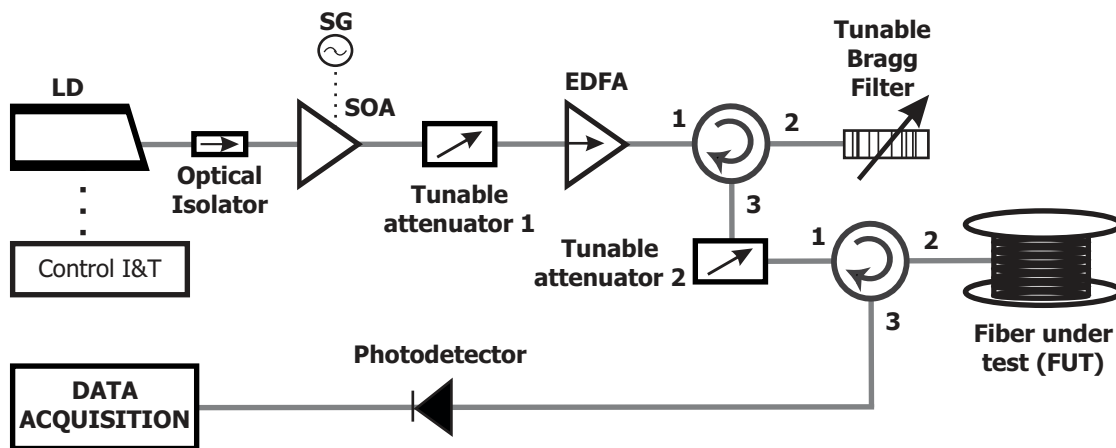 SG
LD
SOA
EDFA
Tunable
Bragg
Filter
1
2
3
Optical
Isolator
Tunable
attenuator 1
Control I&T
Tunable
attenuator 2
1
2
3
Fiber under
test (FUT)
Photodetector
DATA
ACQUISITION